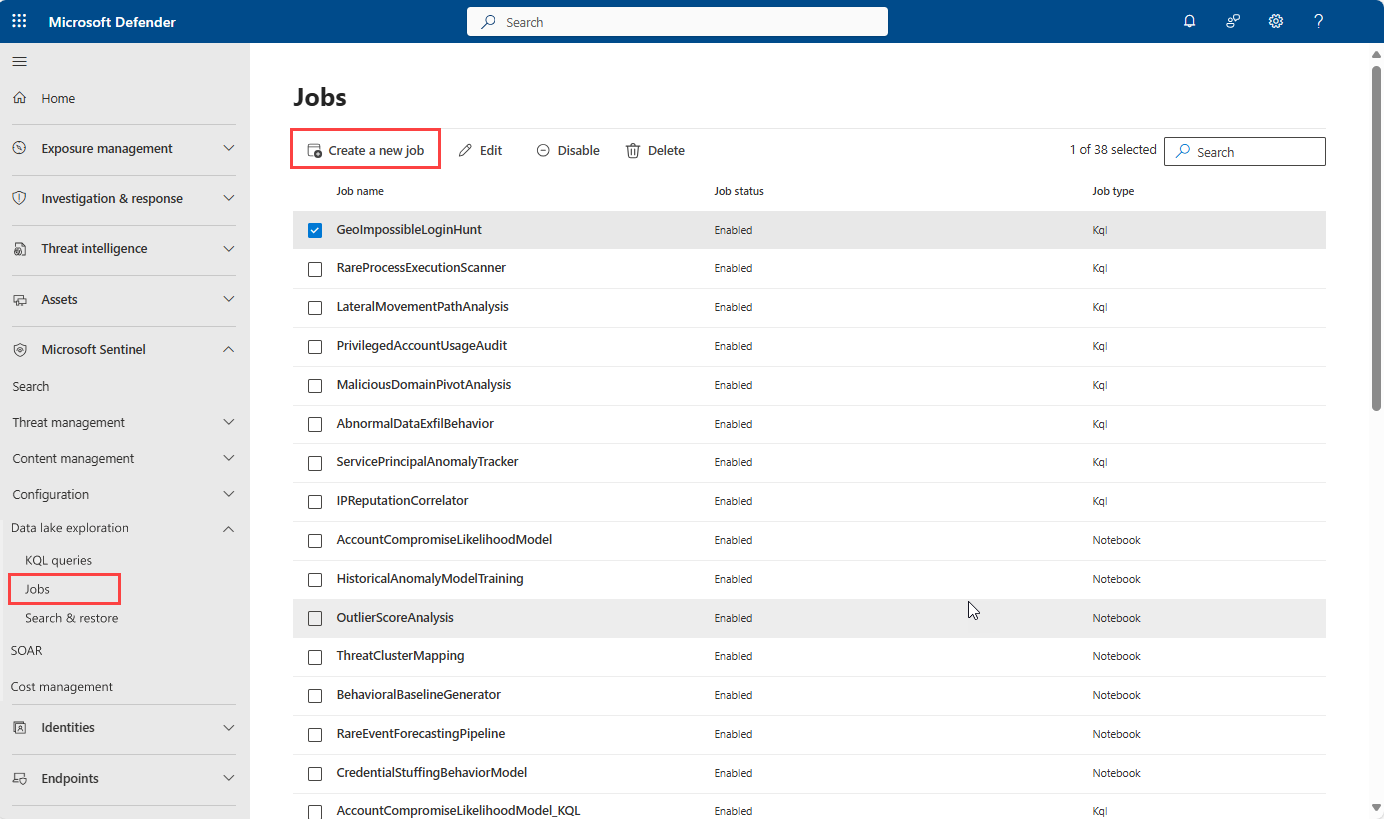 Microsoft Defender
Search
Home
Exposure management
Investigation & response
Threat intelligence
Assets
Microsoft Sentinel
Search
Threat management
Content management
Configuration
Data lake exploration
KQL queries
Jobs
Search & restore
SOAR
Cost management
Identities
Endpoints
Jobs
Create a new job Edit Disable Delete 1 of 38 selected Search
Job name Job status Job type
GeoImpossibleLoginHunt Enabled Kql
RareProcessExecutionScanner Enabled Kql
LateralMovementPathAnalysis Enabled Kql
PrivilegedAccountUsageAudit Enabled Kql
MaliciousDomainPivotAnalysis Enabled Kql
AbnormalDataExfilBehavior Enabled Kql
ServicePrincipalAnomalyTracker Enabled Kql
IPReputationCorrelator Enabled Kql
AccountCompromiseLikelihoodModel Enabled Notebook
HistoricalAnomalyModelTraining Enabled Notebook
OutlierScoreAnalysis Enabled Notebook
ThreatClusterMapping Enabled Notebook
BehavioralBaselineGenerator Enabled Notebook
RareEventForecastingPipeline Enabled Notebook
CredentialStuffingBehaviorModel Enabled Notebook
AccountCompromiseLikelihoodModel_KQL Enabled Kql